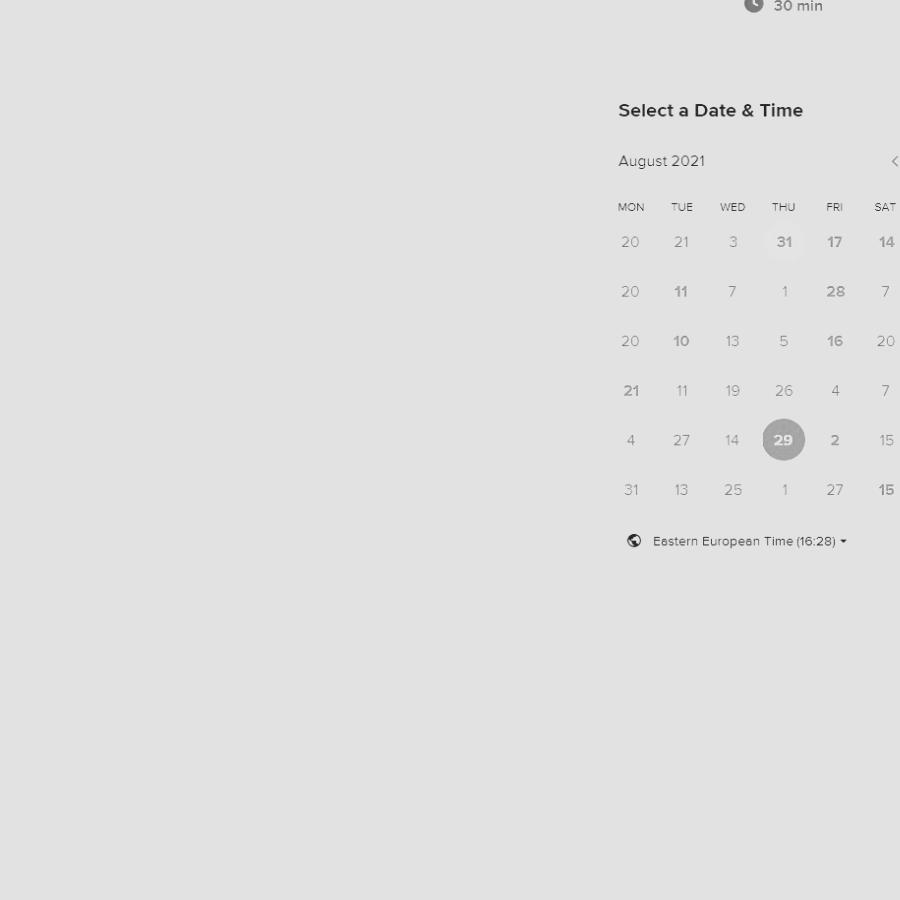 30 min
Select a Date & Time
August 2021
MON TUE WED THU FRI SAT
20 21 3 31 17 14
20 11 7 1 28 7
20 10 13 5 16 20
21 11 19 26 4 7
4 27 14 29 2 15
31 13 25 1 27 15
Eastern European Time (16:28)